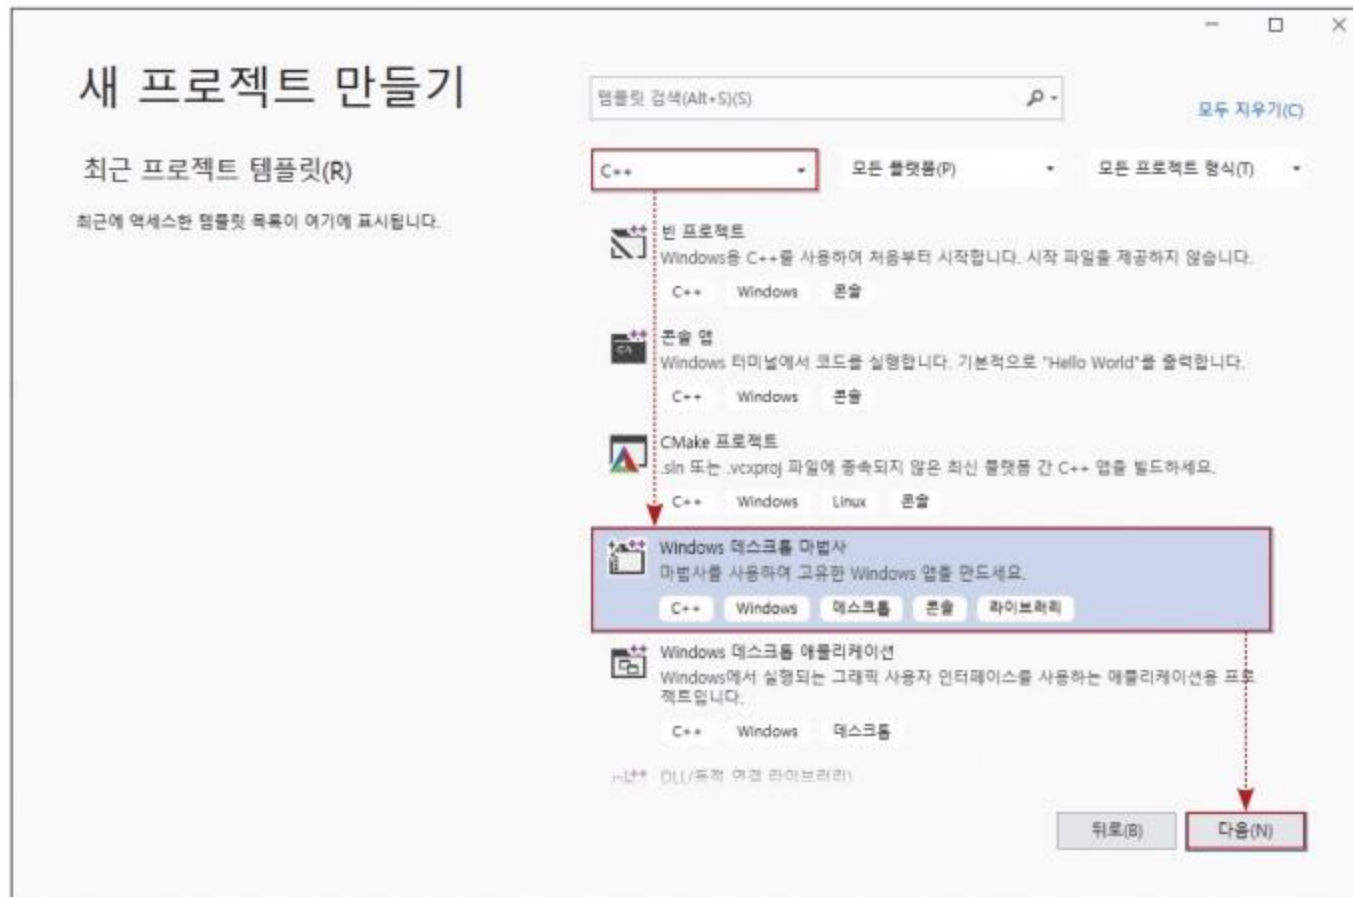 새 프로젝트 만들기
템플릿 검색(Alt+S)(S)
모두 지우기(C)
최근 프로젝트 템플릿(R)
최근에 액세스한 템플릿 목록이 여기에 표시됩니다.
C++
모든 플랫폼(P)
모든 프로젝트 형식(T)
빈 프로젝트
Windows용 C++를 사용하여 처음부터 시작합니다. 시작 파일을 제공하지 않습니다.
C++ Windows 콘솔
콘솔 앱
Windows 터미널에서 코드를 실행합니다. 기본적으로 "Hello World"를 출력합니다.
C++ Windows 콘솔
CMake 프로젝트
.sln 또는 .vcxproj 파일에 종속되지 않은 최신 플랫폼 간 C++ 앱을 빌드하세요.
C++ Windows Linux 콘솔
Windows 데스크톱 마법사
마법사를 사용하여 고유한 Windows 앱을 만드세요.
C++ Windows 데스크톱 콘솔 라이브러리
Windows 데스크톱 애플리케이션
Windows에서 실행되는 그래픽 사용자 인터페이스를 사용하는 애플리케이션용 프로
젝트입니다.
C++ Windows 데스크톱
DLL(동적 연결 라이브러리)
뒤로(B)
다음(N)